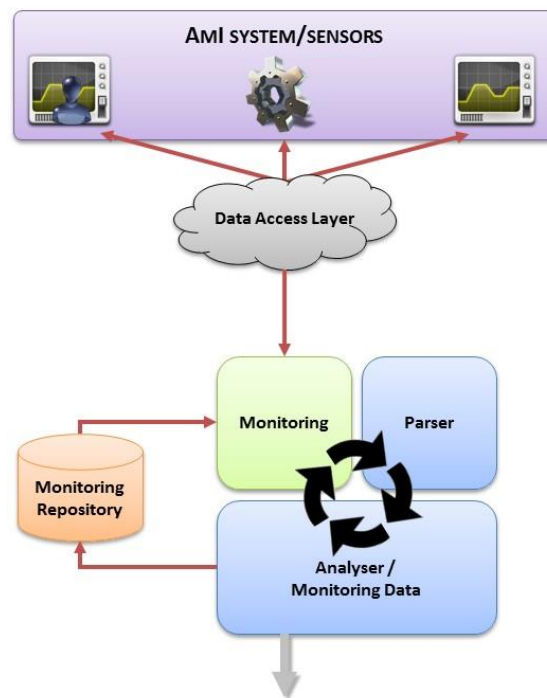 AMI SYSTEM/SENSORS
Data Access Layer
Monitoring
Parser
Monitoring
Repository
Analyser /
Monitoring Data